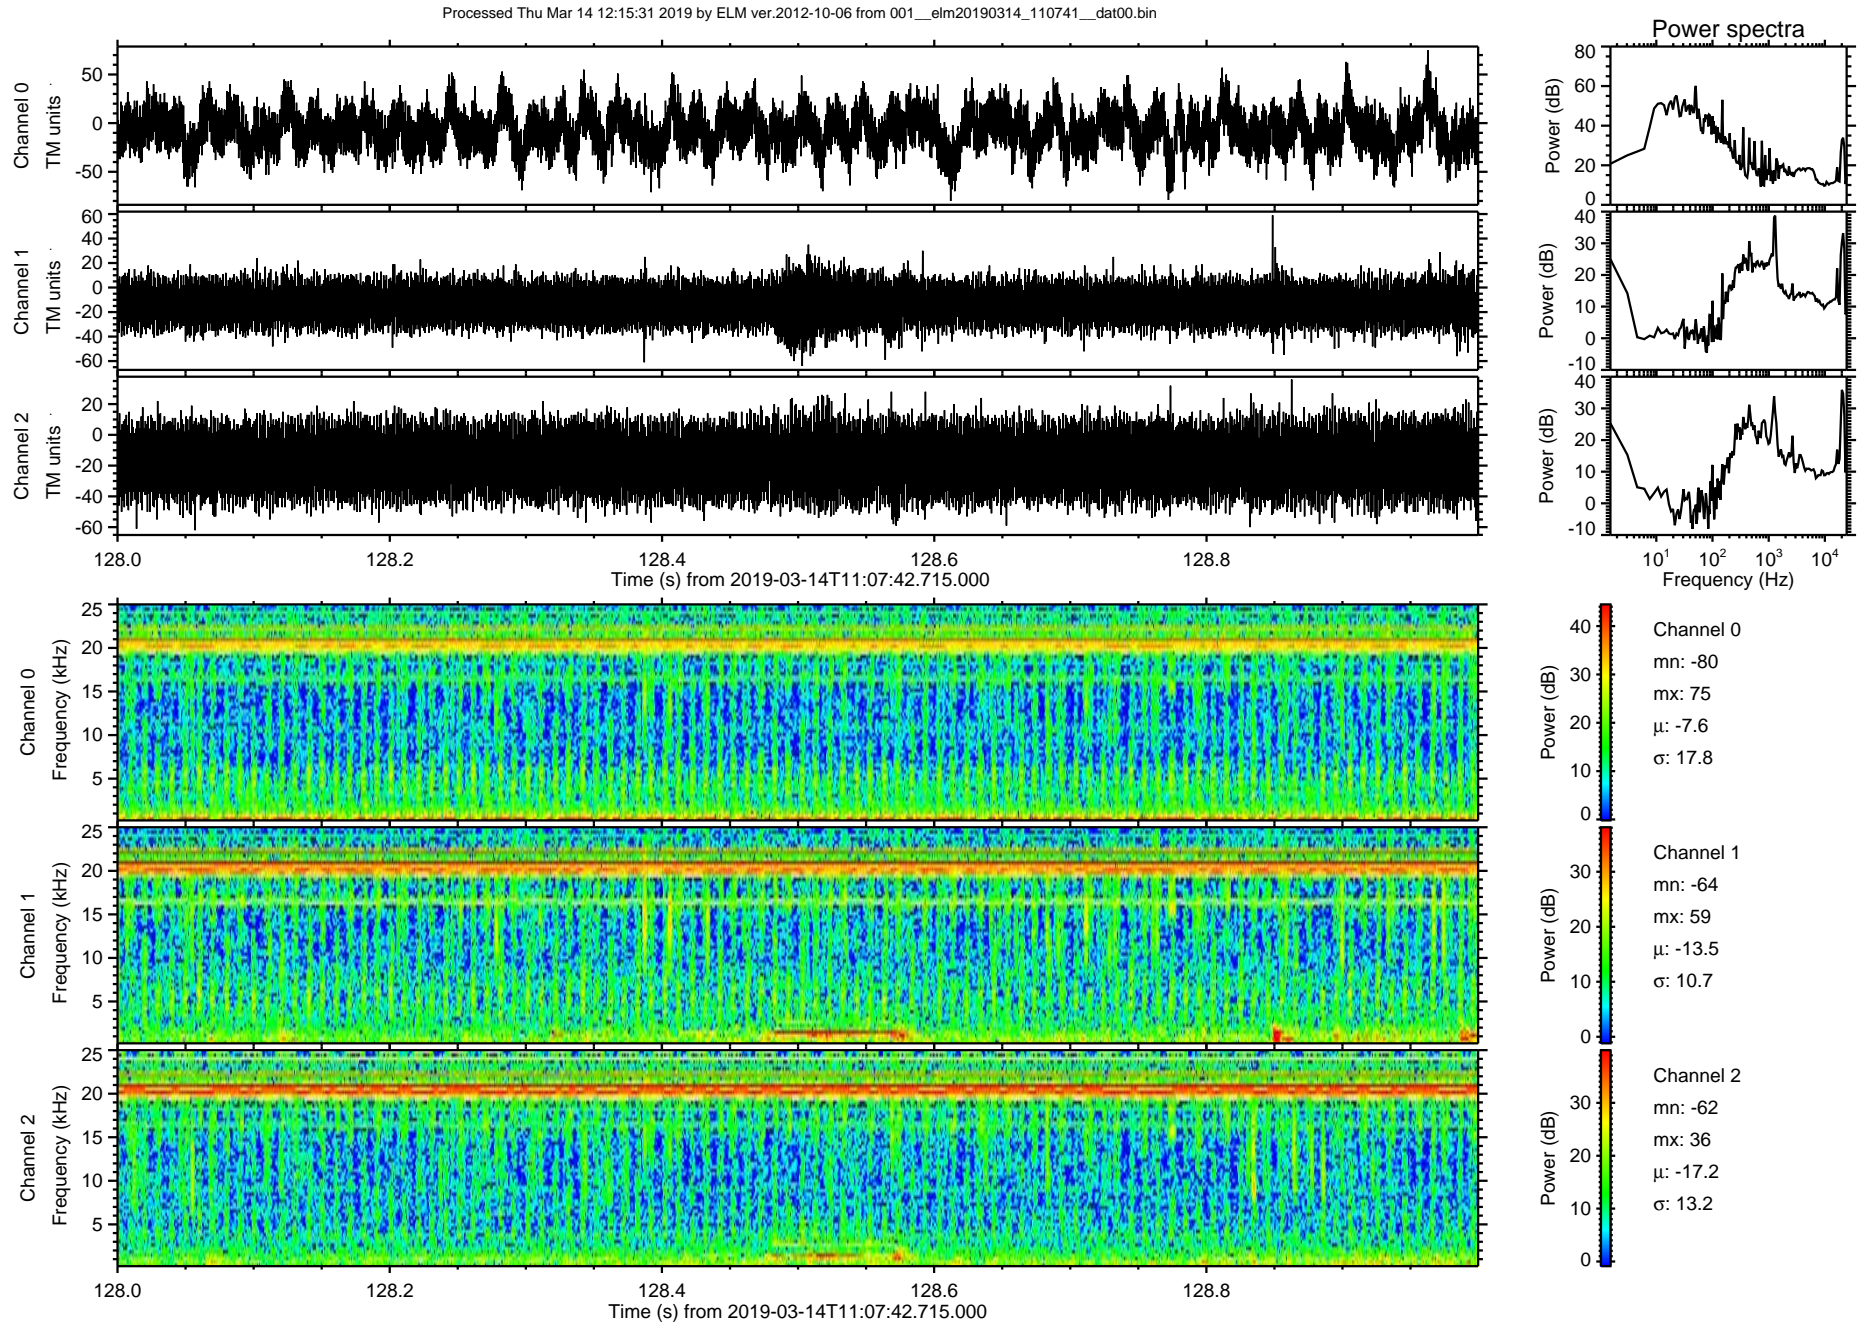 Processed Thu Mar 14 12:15:31 2019 by ELM ver.2012-10-06 from 001__elm20190314_110741__dat00.bin
Power spectra
Channel 0
TM units
50
0
-50
Power (dB)
80
60
40
20
0
Channel 1
TM units
60
40
20
0
-20
-40
-60
Power (dB)
40
30
20
10
0
-10
Channel 2
TM units
20
0
-20
-40
-60
Power (dB)
40
30
20
10
0
-10
128.0 128.2 128.4 128.6 128.8
Time (s) from 2019-03-14T11:07:42.715.000
10¹ 10² 10³ 10⁴
Frequency (Hz)
Channel 0
Frequency (kHz)
25
20
15
10
5
Power (dB)
40
30
20
10
0
Channel 0
mn: -80
mx: 75
μ: -7.6
σ: 17.8
Channel 1
Frequency (kHz)
25
20
15
10
5
Power (dB)
30
20
10
0
Channel 1
mn: -64
mx: 59
μ: -13.5
σ: 10.7
Channel 2
Frequency (kHz)
25
20
15
10
5
Power (dB)
30
20
10
0
Channel 2
mn: -62
mx: 36
μ: -17.2
σ: 13.2
128.0 128.2 128.4 128.6 128.8
Time (s) from 2019-03-14T11:07:42.715.000